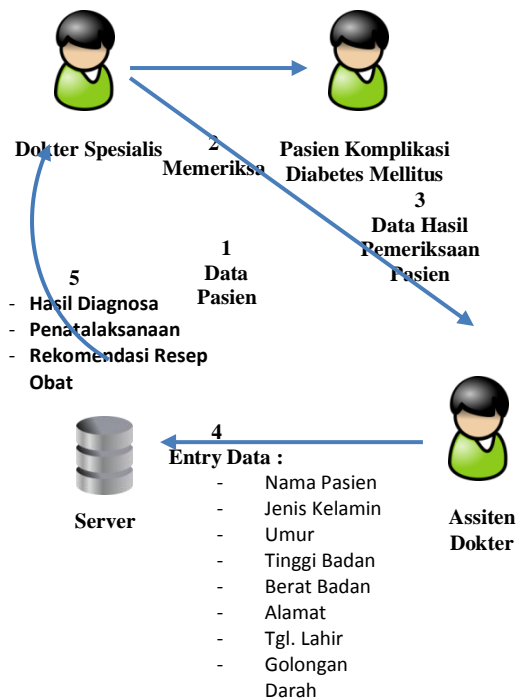 Dokter Spesialis
2
Memeriksa
Pasien Komplikasi
Diabetes Mellitus
3
Data Hasil
Pemeriksaan
Pasien
1
Data
Pasien
5
- Hasil Diagnosa
- Penatalaksanaan
- Rekomendasi Resep
Obat
4
Entry Data :
- Nama Pasien
- Jenis Kelamin
- Umur
- Tinggi Badan
- Berat Badan
- Alamat
- Tgl. Lahir
- Golongan
Darah
Server
Assiten
Dokter